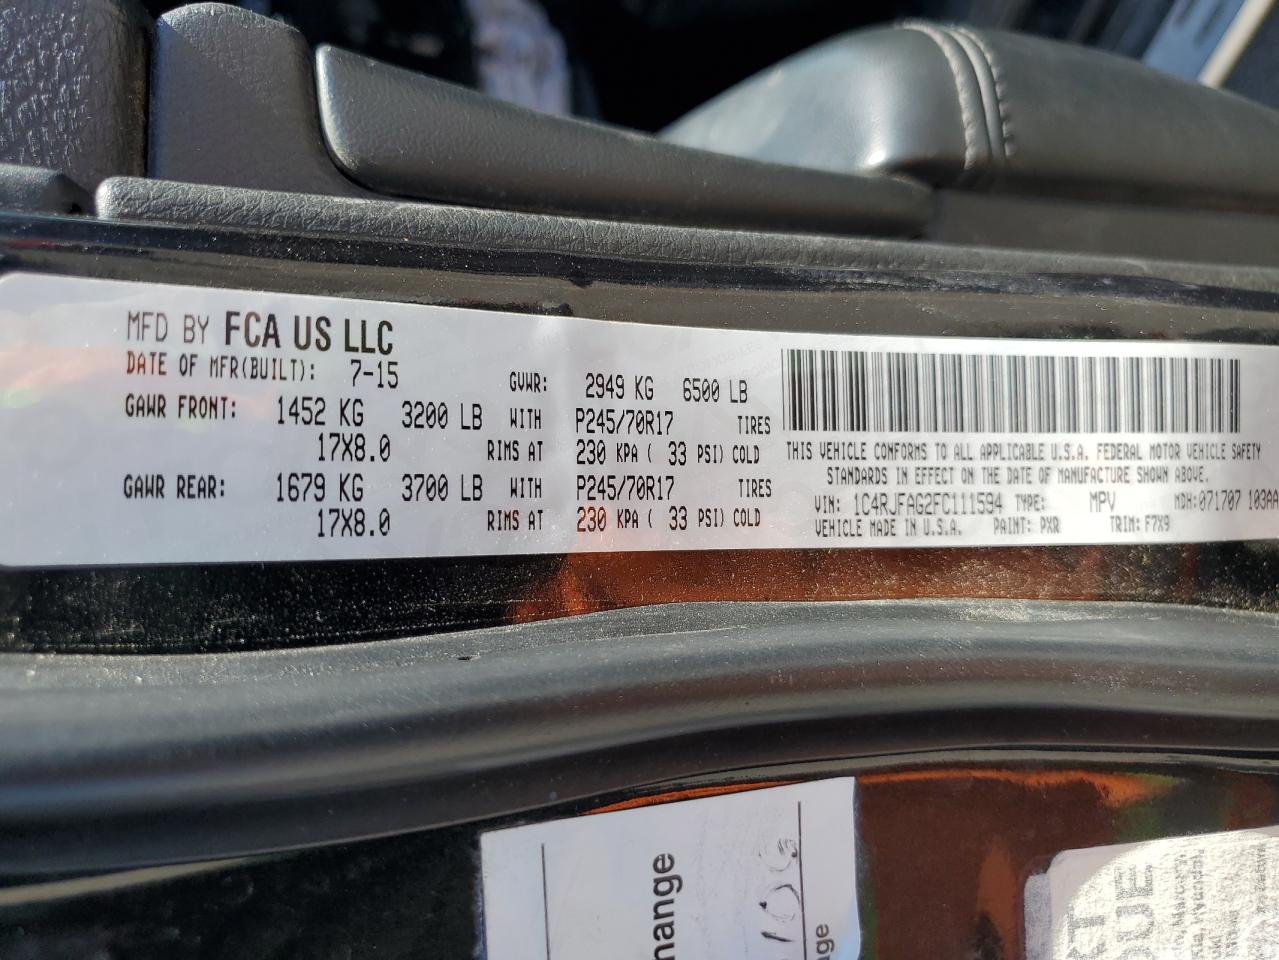 MFD BY FCA US LLC
DATE OF MFR(BUILT): 7-15 GVWR: 2949 KG 6500 LB
GAWR FRONT: 1452 KG 3200 LB WITH P245/70R17 TIRES
17X8.0 RIMS AT 230 KPA ( 33 PSI) COLD
GAWR REAR: 1679 KG 3700 LB WITH P245/70R17 TIRES
17X8.0 RIMS AT 230 KPA ( 33 PSI) COLD
THIS VEHICLE CONFORMS TO ALL APPLICABLE U.S.A. FEDERAL MOTOR VEHICLE SAFETY
STANDARDS IN EFFECT ON THE DATE OF MANUFACTURE SHOWN ABOVE.
VIN: 1C4RJFAG2FC111594 TYPE: MPV MDH:071707 103AA
VEHICLE MADE IN U.S.A. PAINT: PXR TRIM: F7X9
nange
nge